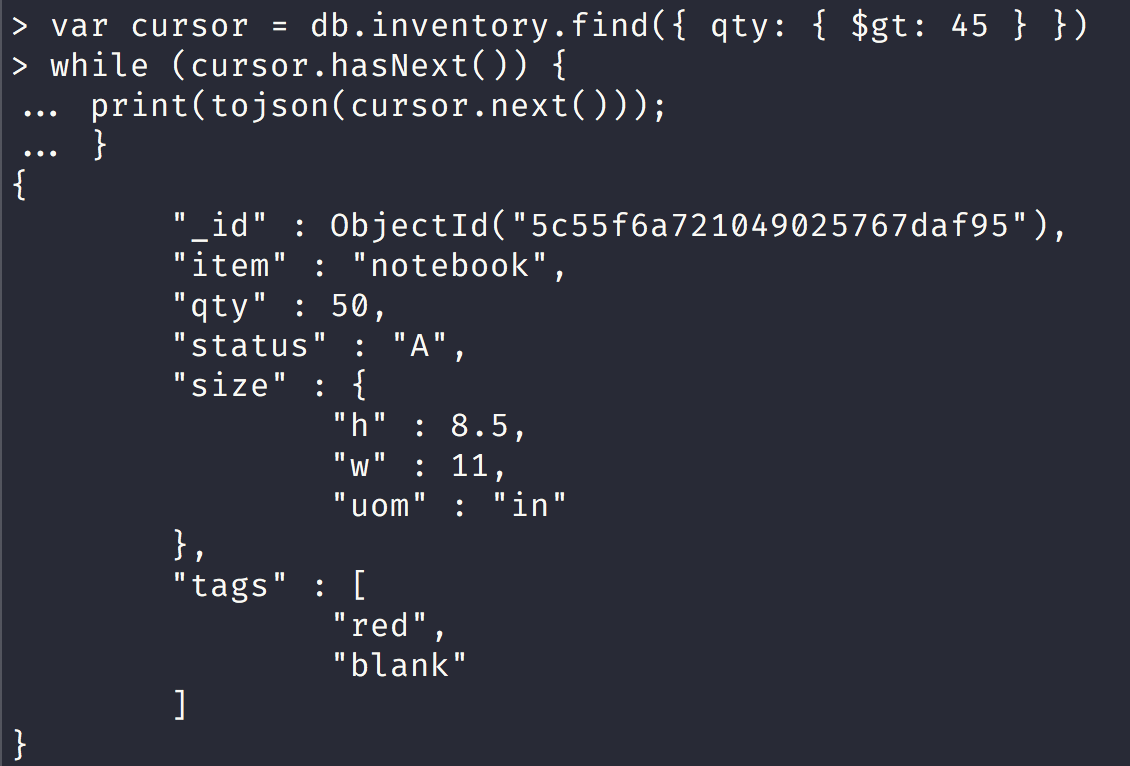 > var cursor = db.inventory.find({ qty: { $gt: 45 } })
> while (cursor.hasNext()) {
... print(tojson(cursor.next()));
... }
{
        "_id" : ObjectId("5c55f6a721049025767daf95"),
        "item" : "notebook",
        "qty" : 50,
        "status" : "A",
        "size" : {
                "h" : 8.5,
                "w" : 11,
                "uom" : "in"
        },
        "tags" : [
                "red",
                "blank"
        ]
}